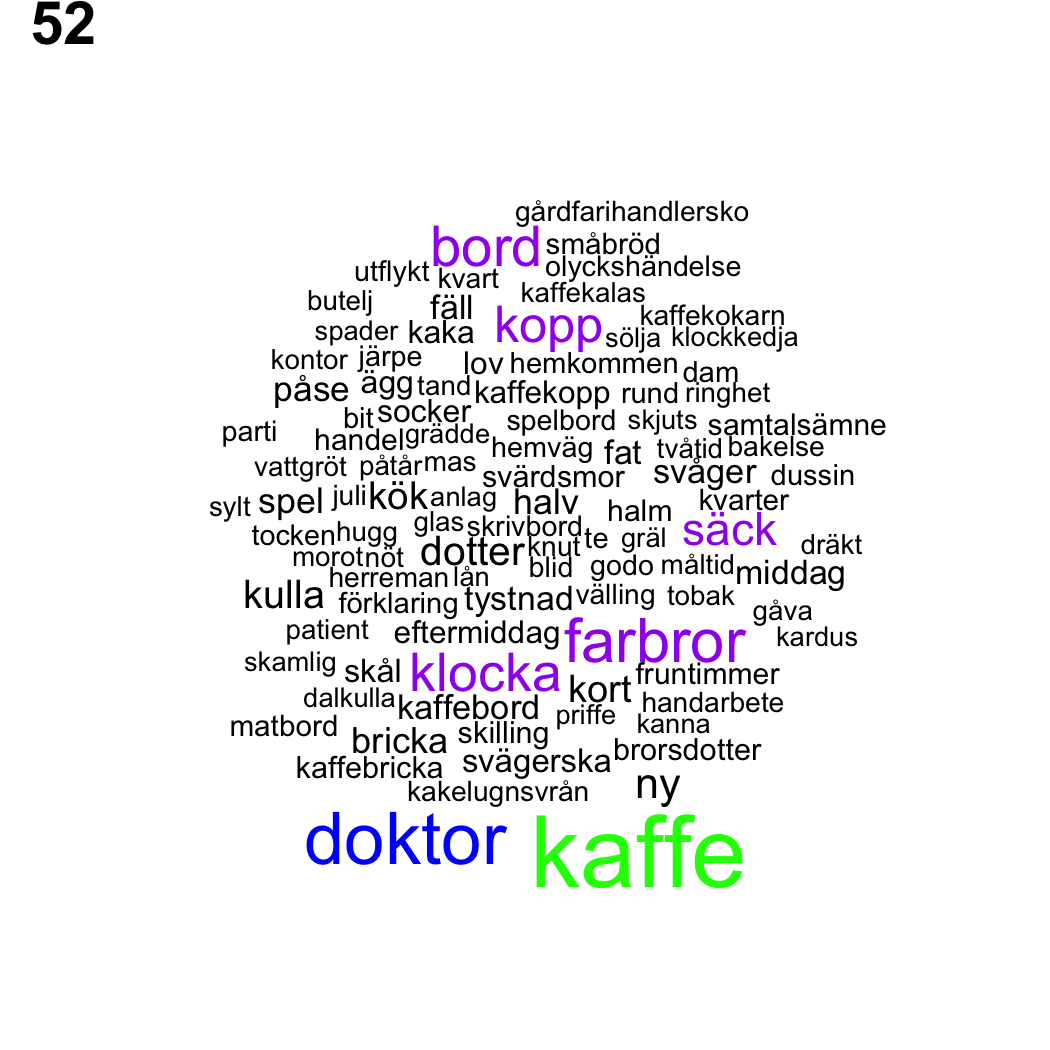 52
gårdfarihandlersko
bord småbröd
utflykt kvart olyckshändelse
butelj fäll kaffekalas
spader kaka kopp sölja kaffekokarn klockkedja
kontor järpe lov hemkommen dam
påse ägg tand kaffekopp rund ringhet
bit socker spelbord skjuts samtalsämne
parti handel grädde hemväg fat tvåtid bakelse
vattgröt påtår mas svärdsmor svåger dussin
sylt spel juli kök anlag halv halm kvarter
tocken hugg glas skrivbord te gräl säck dräkt
morot nöt dotter knut blid godo måltid middag
herreman lån
kulla förklaring tystnad välling tobak gåva
patient eftermiddag farbror kardus
skamlig skål klocka kort fruntimmer
dalkulla kaffebord priffe handarbete
matbord bricka skilling kanna
kaffebricka svägerska brorsdotter
kakelugnsvrån ny
doktor kaffe